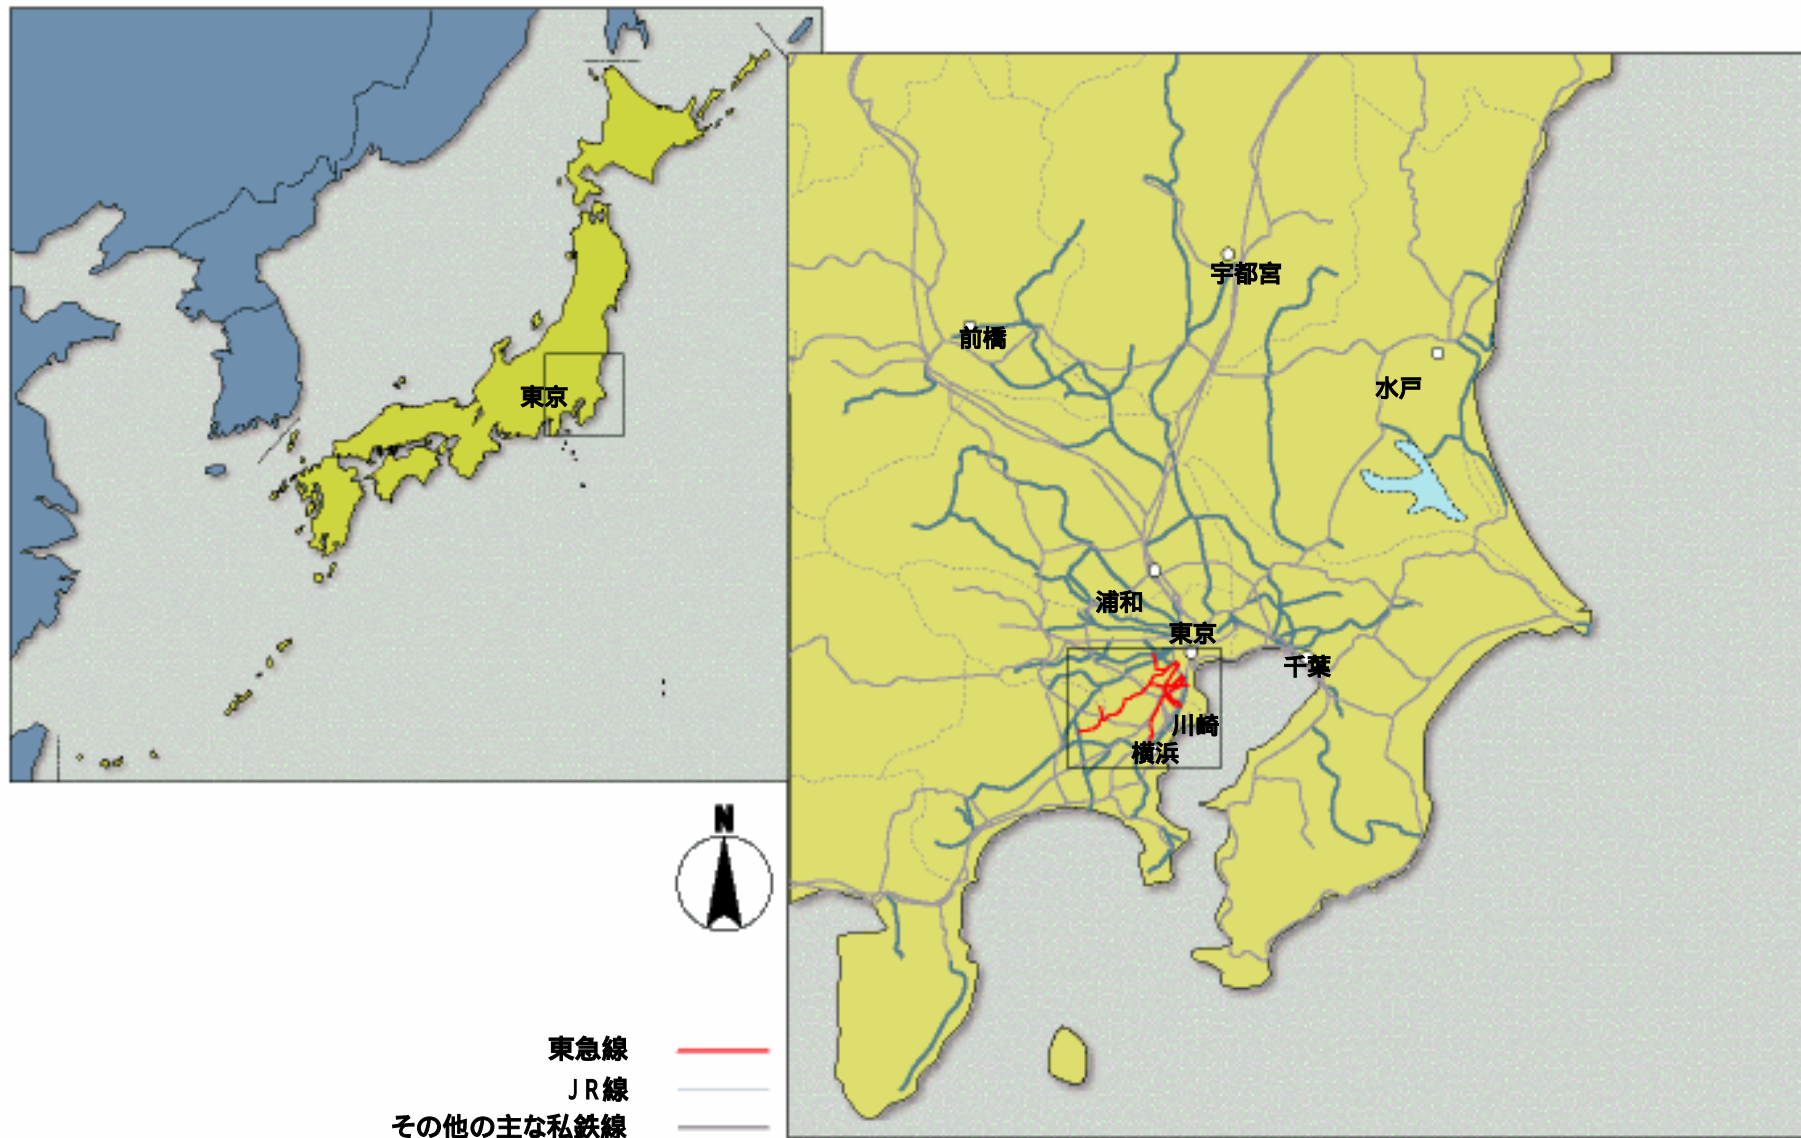 東京
宇都宮
前橋
水戸
浦和
東京
千葉
川崎
横浜
N
東急線
JR線
その他の主な私鉄線